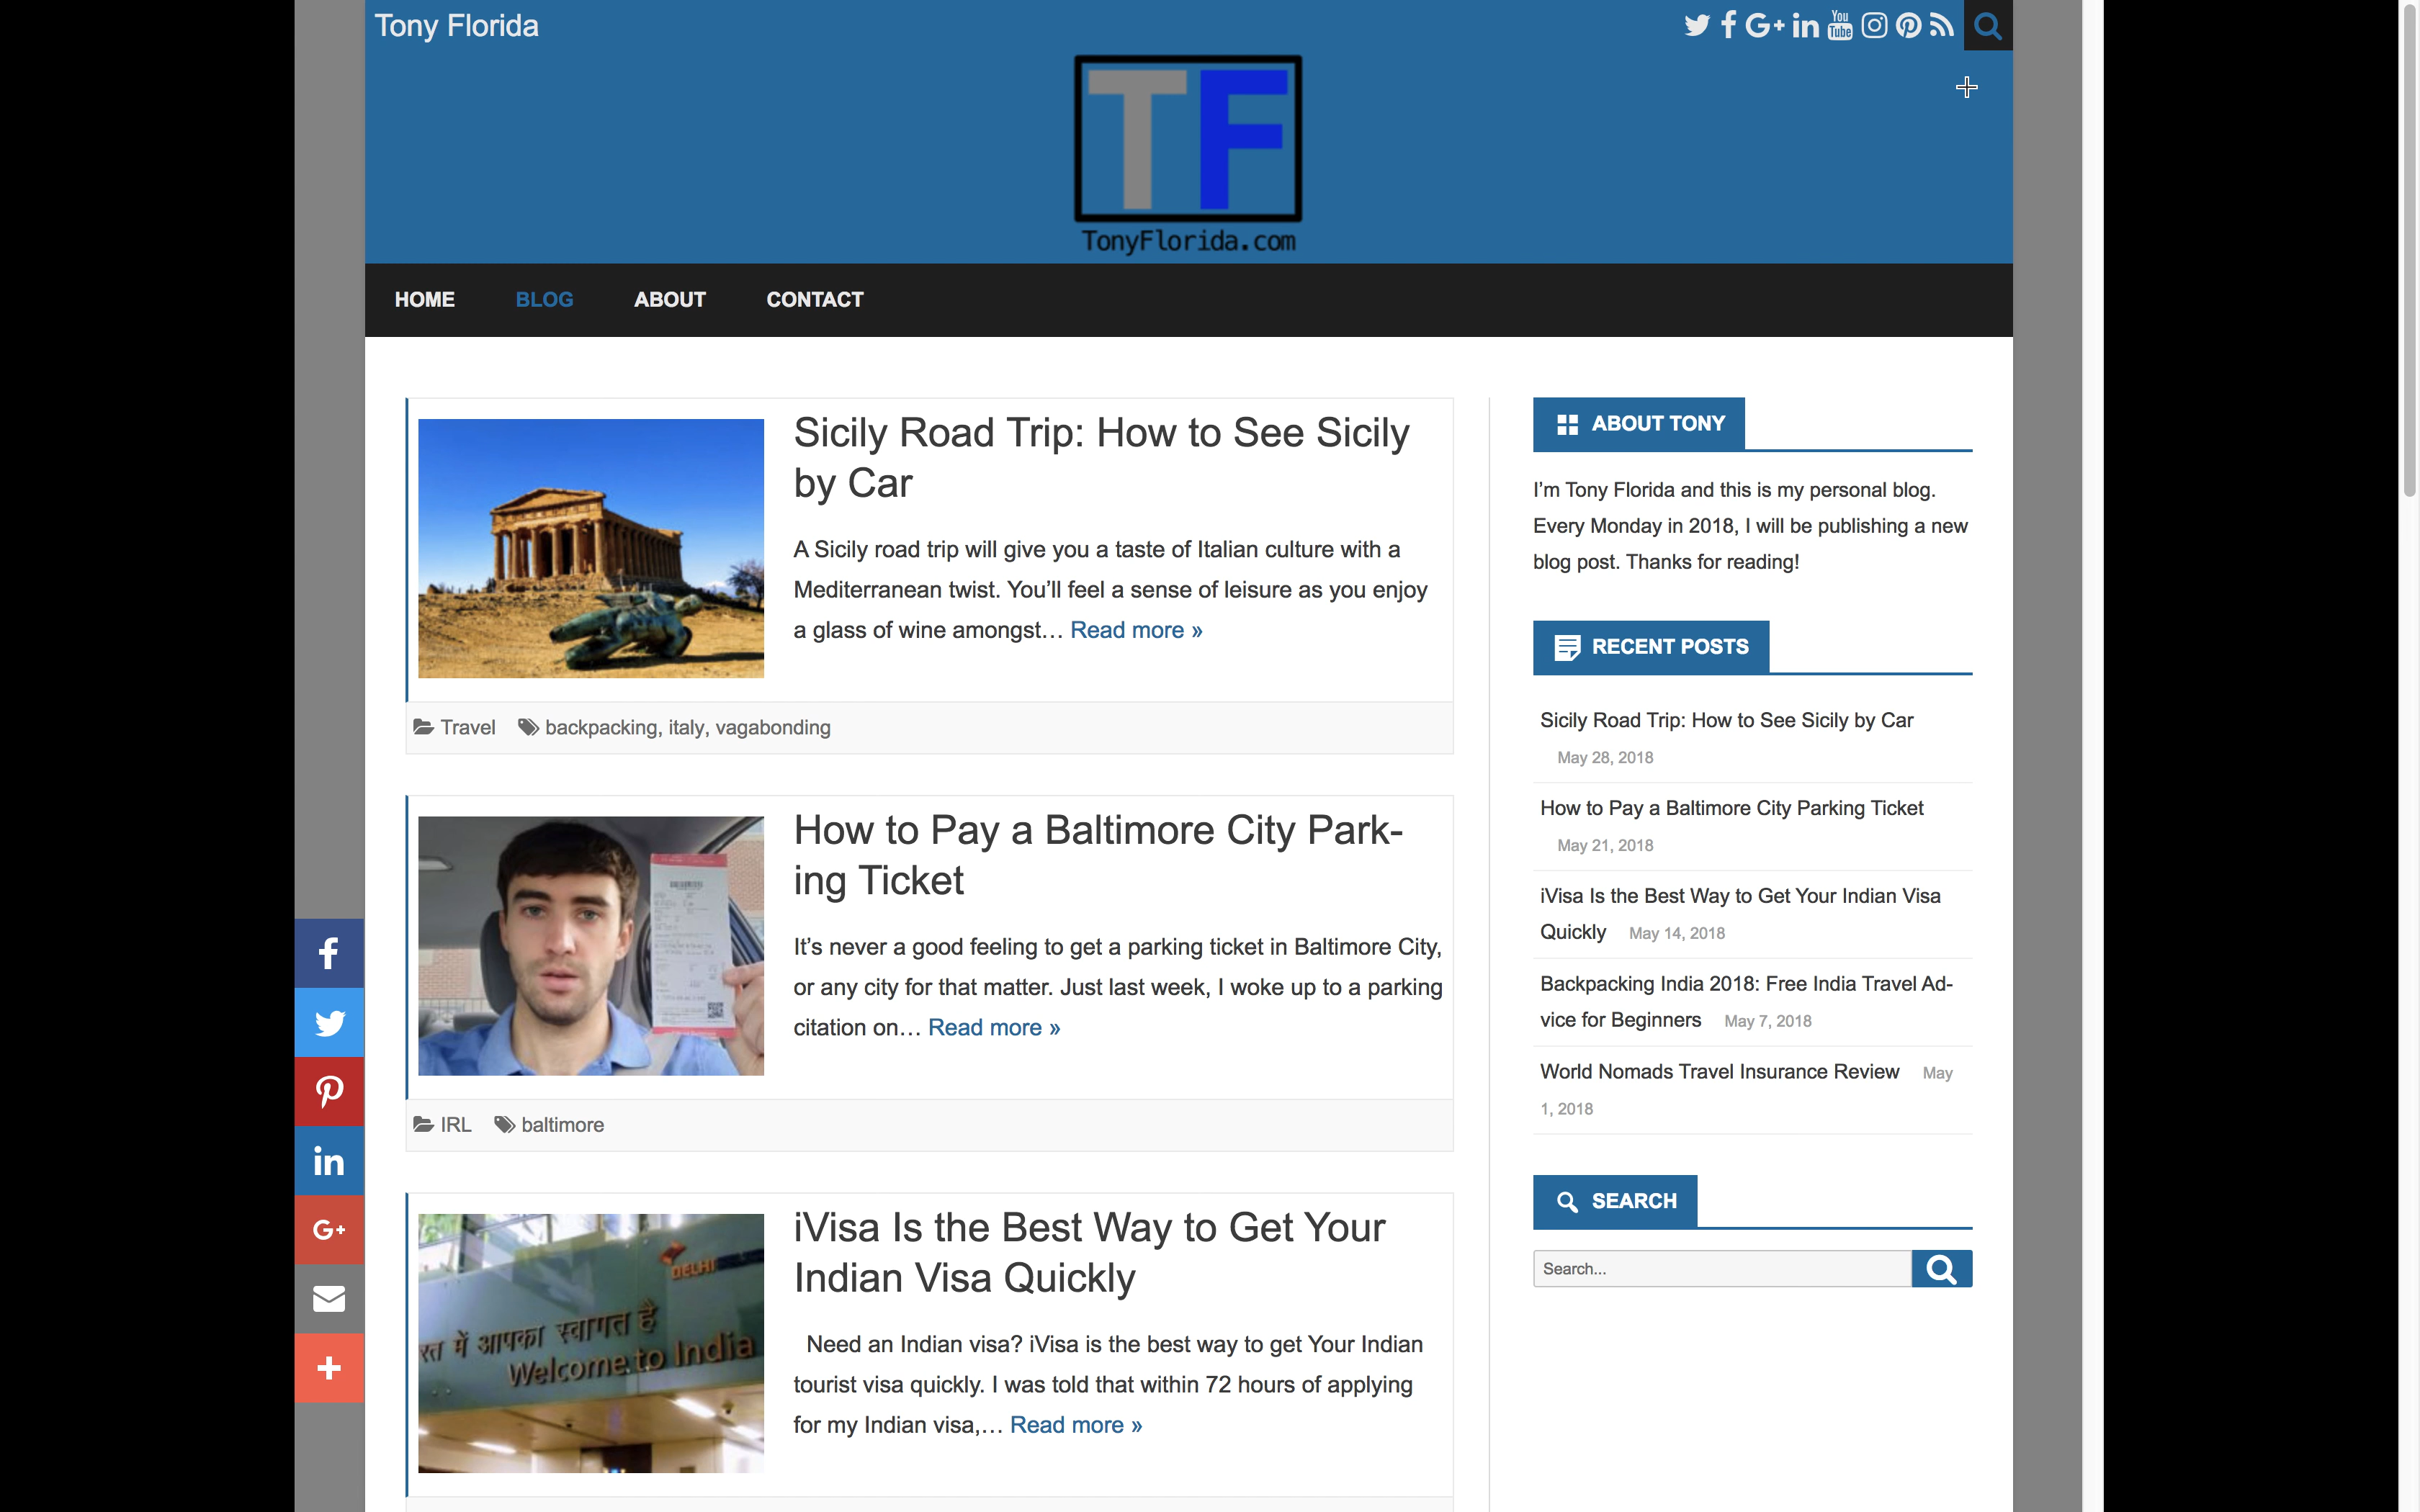 Tony Florida
You
Tube
TF
TonyFlorida.com
HOME BLOG ABOUT CONTACT
Sicily Road Trip: How to See Sicily
by Car
A Sicily road trip will give you a taste of Italian culture with a
Mediterranean twist. You’ll feel a sense of leisure as you enjoy
a glass of wine amongst… Read more »
Travel backpacking, italy, vagabonding
How to Pay a Baltimore City Park-
ing Ticket
It’s never a good feeling to get a parking ticket in Baltimore City,
or any city for that matter. Just last week, I woke up to a parking
citation on… Read more »
IRL baltimore
DELHI
रत में आपका स्वागत है
Welcome to India
iVisa Is the Best Way to Get Your
Indian Visa Quickly
Need an Indian visa? iVisa is the best way to get Your Indian
tourist visa quickly. I was told that within 72 hours of applying
for my Indian visa,… Read more »
ABOUT TONY
I’m Tony Florida and this is my personal blog.
Every Monday in 2018, I will be publishing a new
blog post. Thanks for reading!
RECENT POSTS
Sicily Road Trip: How to See Sicily by Car
May 28, 2018
How to Pay a Baltimore City Parking Ticket
May 21, 2018
iVisa Is the Best Way to Get Your Indian Visa
Quickly May 14, 2018
Backpacking India 2018: Free India Travel Ad-
vice for Beginners May 7, 2018
World Nomads Travel Insurance Review May
1, 2018
SEARCH
Search...